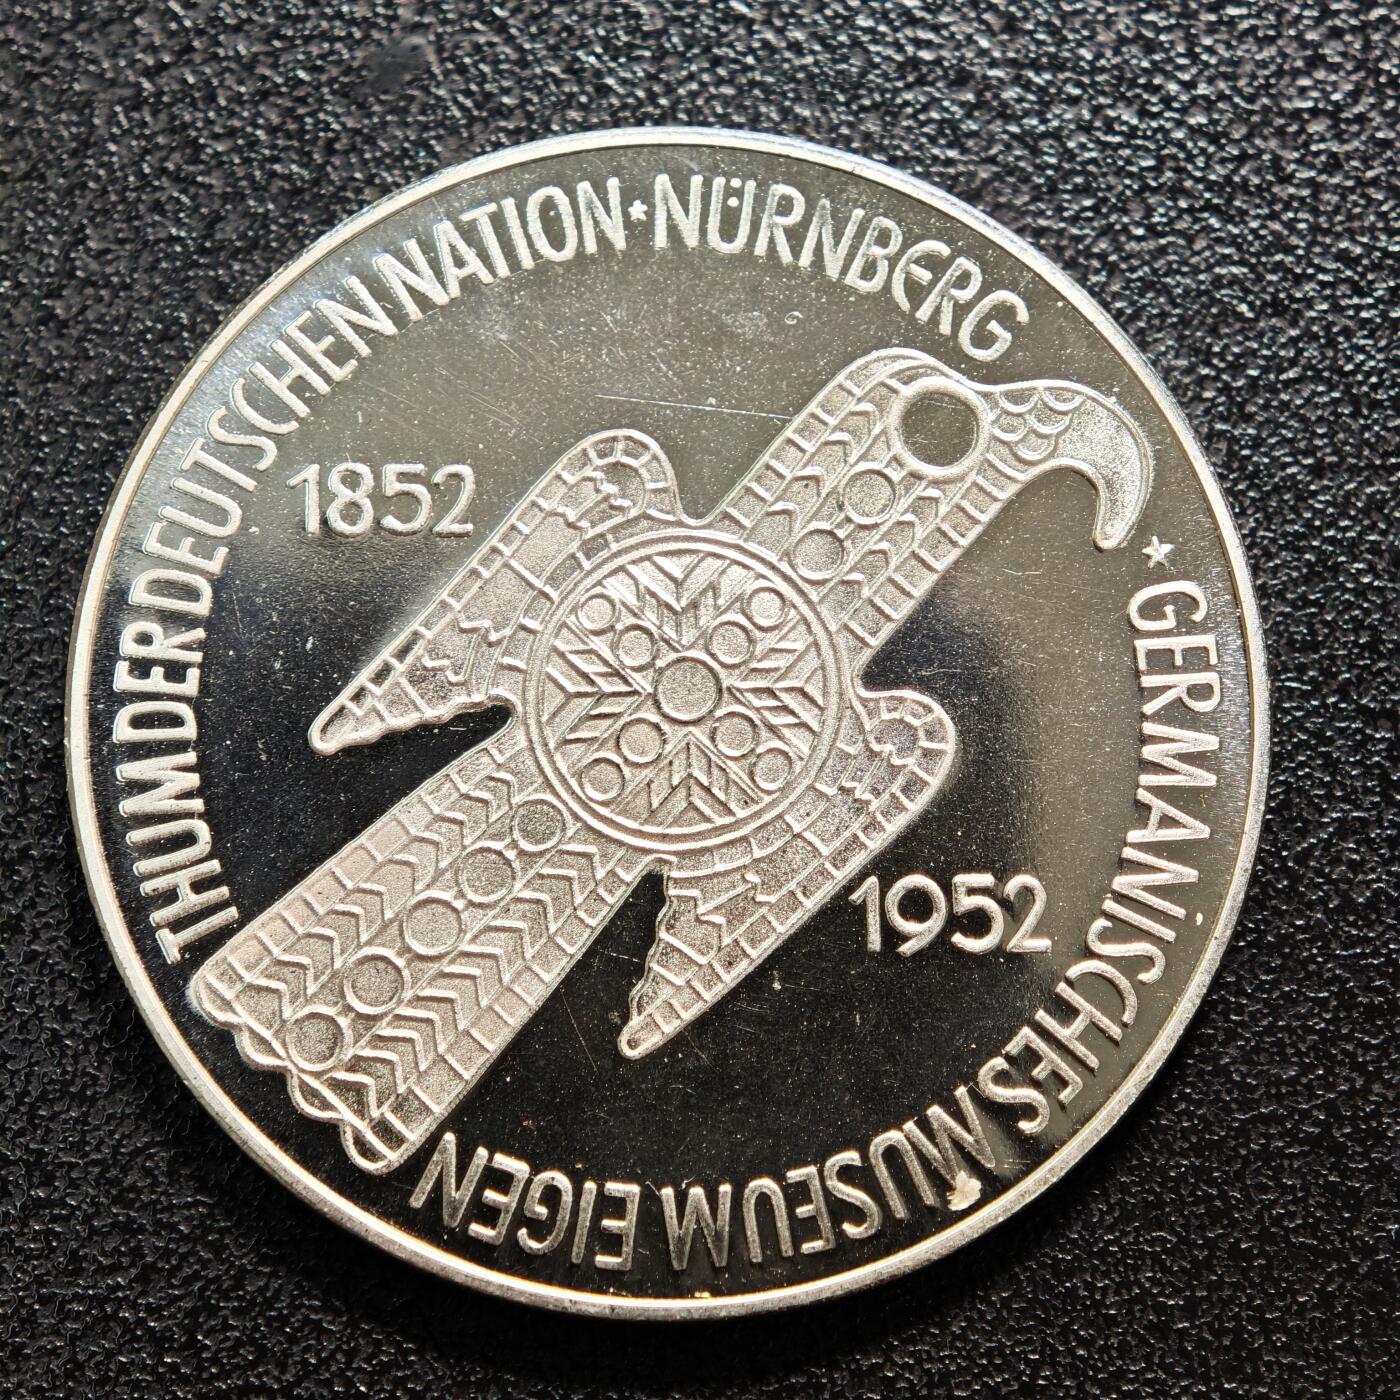 GERMANISCHES MUSEUM EIGENTHUM DER DEUTSCHEN NATION * NÜRNBERG *
1852
1952